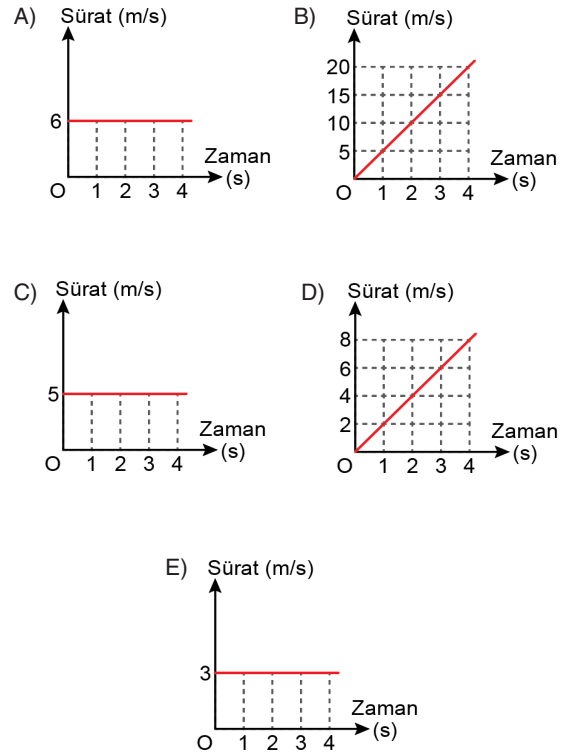 A) Sürat (m/s)
6
Zaman
(s)
O 1 2 3 4
B) Sürat (m/s)
20
15
10
5
Zaman
(s)
O 1 2 3 4
C) Sürat (m/s)
5
Zaman
(s)
O 1 2 3 4
D) Sürat (m/s)
8
6
4
2
Zaman
(s)
O 1 2 3 4
E) Sürat (m/s)
3
Zaman
(s)
O 1 2 3 4